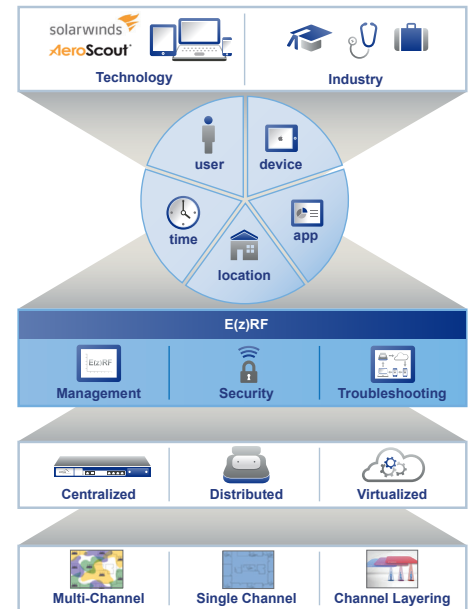 solarwinds
AeroScout
Technology
Industry
user
device
time
app
location
E(z)RF
E(z)RF
Management
Security
Troubleshooting
Centralized
Distributed
Virtualized
Multi-Channel
Single Channel
Channel Layering